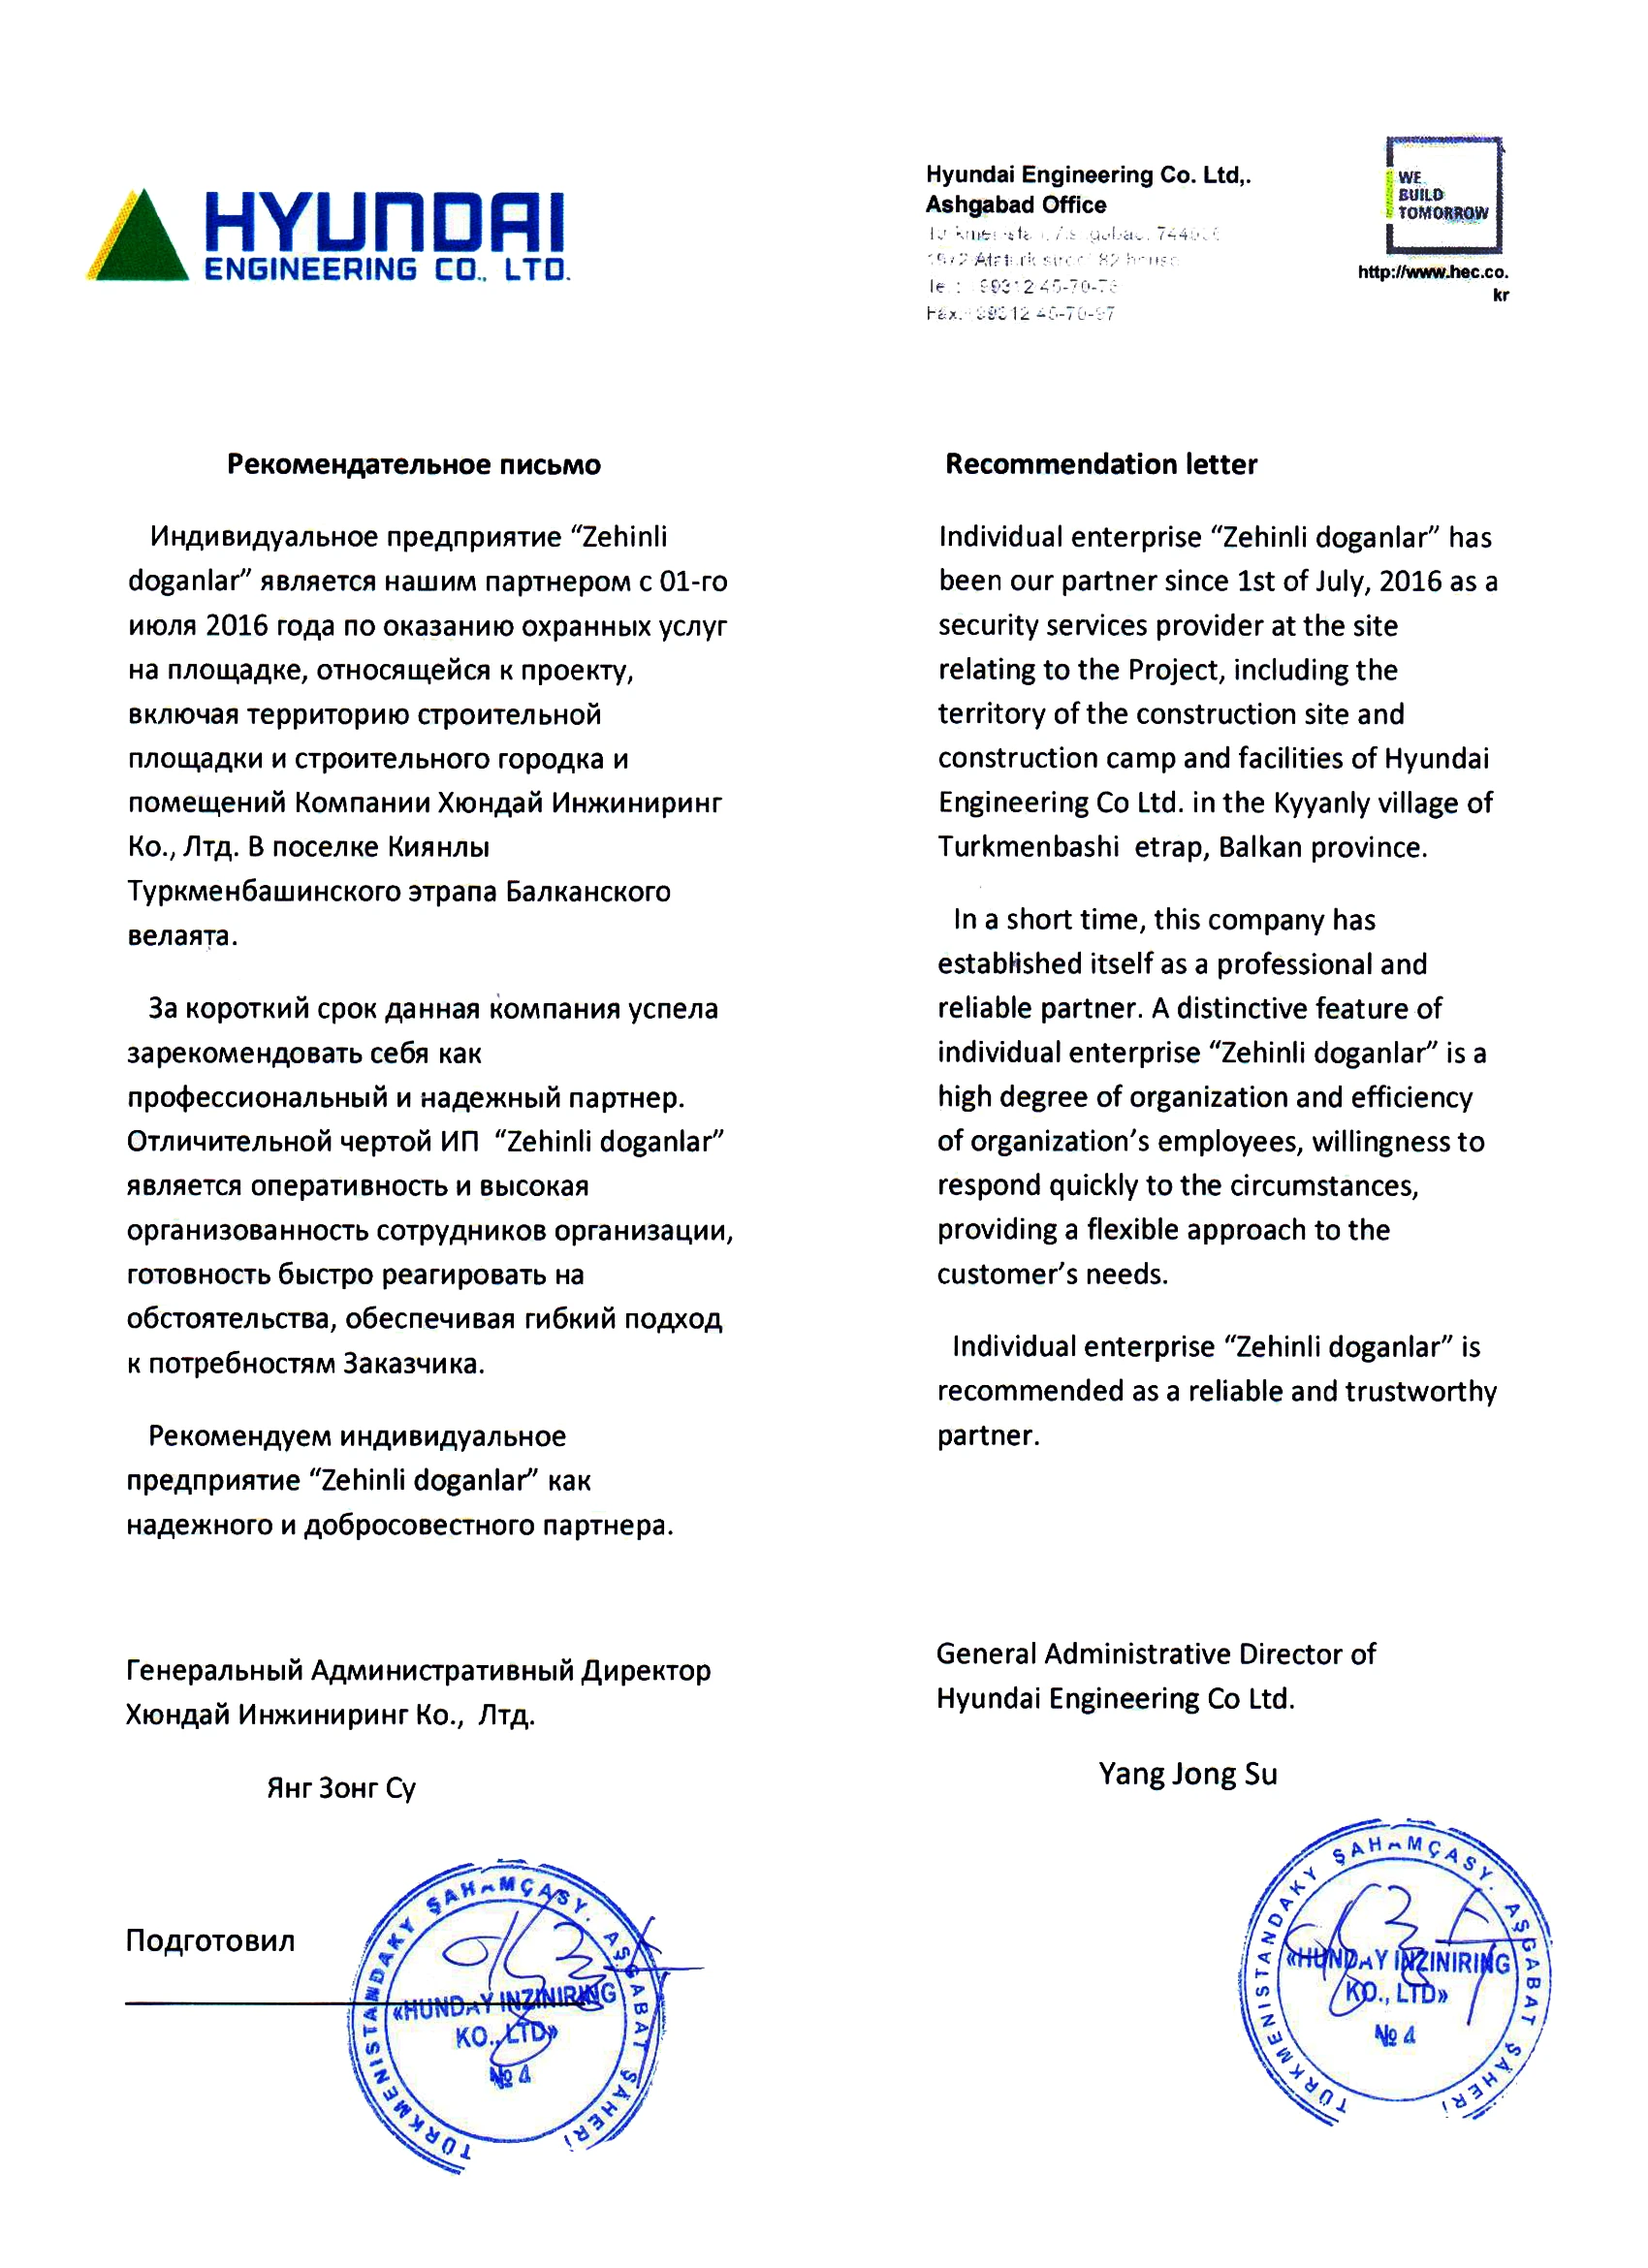 HYUNDAI
ENGINEERING CO., LTD.
Hyundai Engineering Co. Ltd,.
Ashgabad Office
WE
BUILD
TOMORROW
http://www.hec.co.
kr
Рекомендательное письмо
Индивидуальное предприятие “Zehinli
doganlar” является нашим партнером с 01-го
июля 2016 года по оказанию охранных услуг
на площадке, относящейся к проекту,
включая территорию строительной
площадки и строительного городка и
помещений Компании Хюндай Инжиниринг
Ко., Лтд. В поселке Киянлы
Туркменбашинского этрапа Балканского
велаята.
За короткий срок данная компания успела
зарекомендовать себя как
профессиональный и надежный партнер.
Отличительной чертой ИП “Zehinli doganlar”
является оперативность и высокая
организованность сотрудников организации,
готовность быстро реагировать на
обстоятельства, обеспечивая гибкий подход
к потребностям Заказчика.
Рекомендуем индивидуальное
предприятие “Zehinli doganlar” как
надежного и добросовестного партнера.
Генеральный Административный Директор
Хюндай Инжиниринг Ко., Лтд.
Янг Зонг Су
Подготовил
TÜRKMENISTANDAKY ŞAHAMÇASY. AŞGABAT ŞÄHERI
«HUNDAY INZINIRING
KO., LTD»
№ 4
Recommendation letter
Individual enterprise “Zehinli doganlar” has
been our partner since 1st of July, 2016 as a
security services provider at the site
relating to the Project, including the
territory of the construction site and
construction camp and facilities of Hyundai
Engineering Co Ltd. in the Kyyanly village of
Turkmenbashi etrap, Balkan province.
In a short time, this company has
established itself as a professional and
reliable partner. A distinctive feature of
individual enterprise “Zehinli doganlar” is a
high degree of organization and efficiency
of organization’s employees, willingness to
respond quickly to the circumstances,
providing a flexible approach to the
customer’s needs.
Individual enterprise “Zehinli doganlar” is
recommended as a reliable and trustworthy
partner.
General Administrative Director of
Hyundai Engineering Co Ltd.
Yang Jong Su
TÜRKMENISTANDAKY ŞAHAMÇASY. AŞGABAT ŞÄHERI
«HUNDAY INZINIRING
KO., LTD»
№ 4